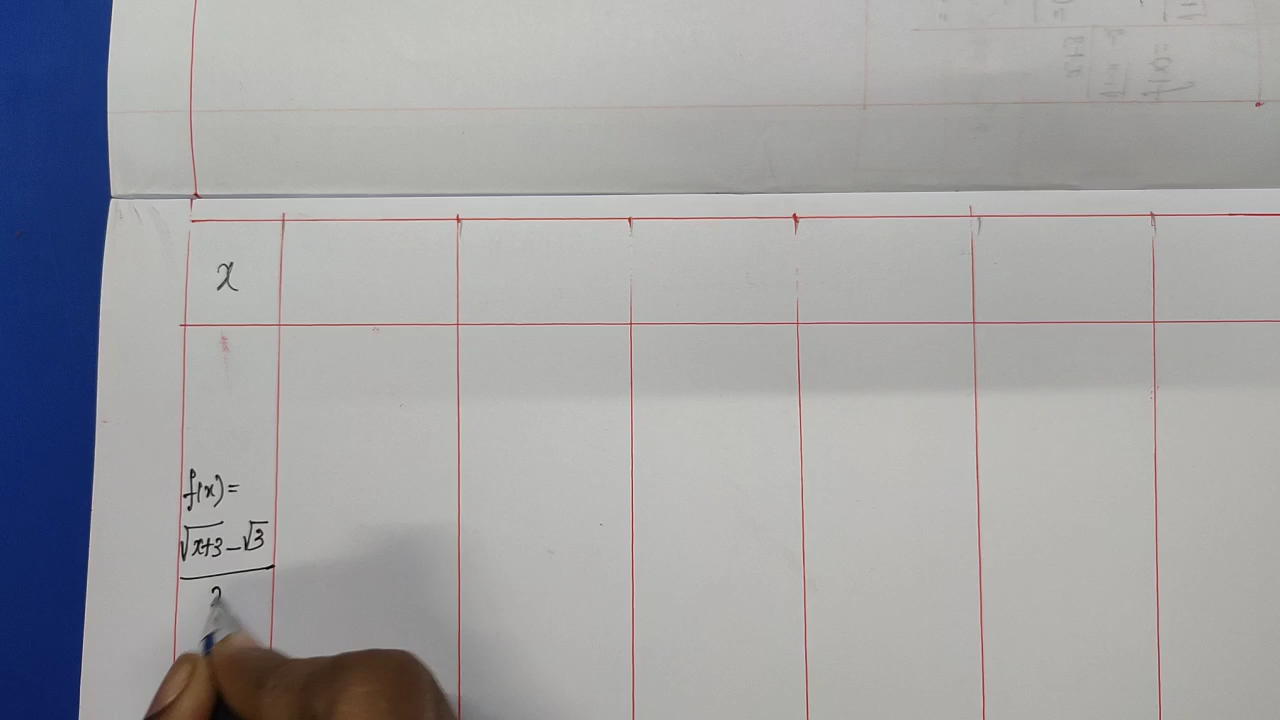 x
f(x)=
√x+3 - √3